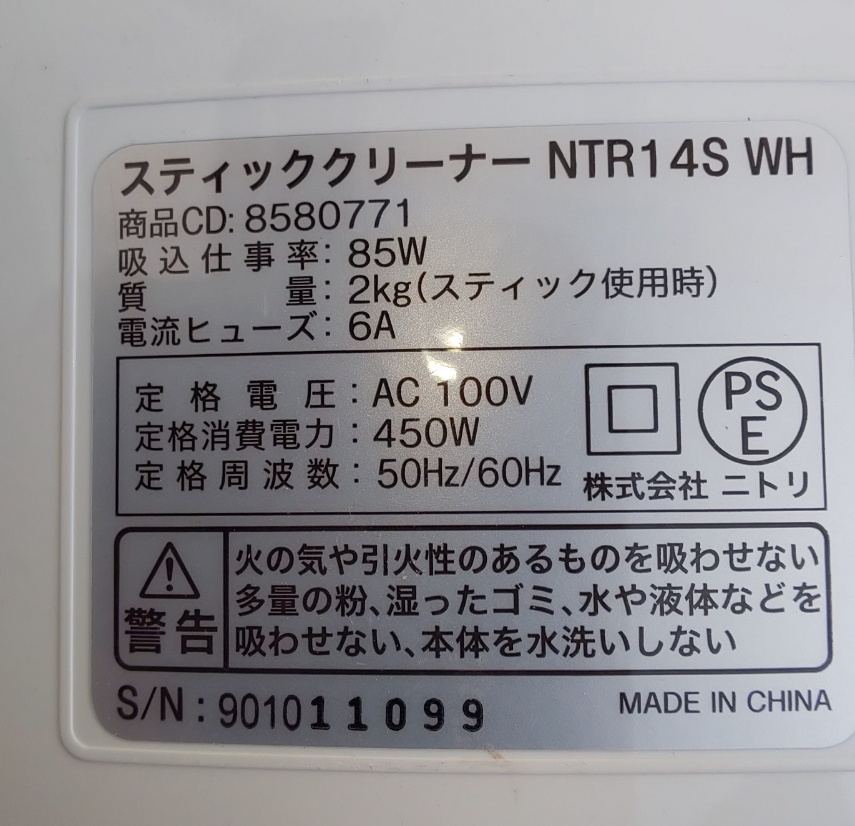 スティッククリーナー NTR14S WH
商品CD: 8580771
吸込仕事率: 85W
質量: 2kg(スティック使用時)
電流ヒューズ: 6A
定格電圧: AC 100V
定格消費電力: 450W
定格周波数: 50Hz/60Hz
PS
E
株式会社 ニトリ
警告
火の気や引火性のあるものを吸わせない
多量の粉、湿ったゴミ、水や液体などを
吸わせない、本体を水洗いしない
S/N: 901011099
MADE IN CHINA